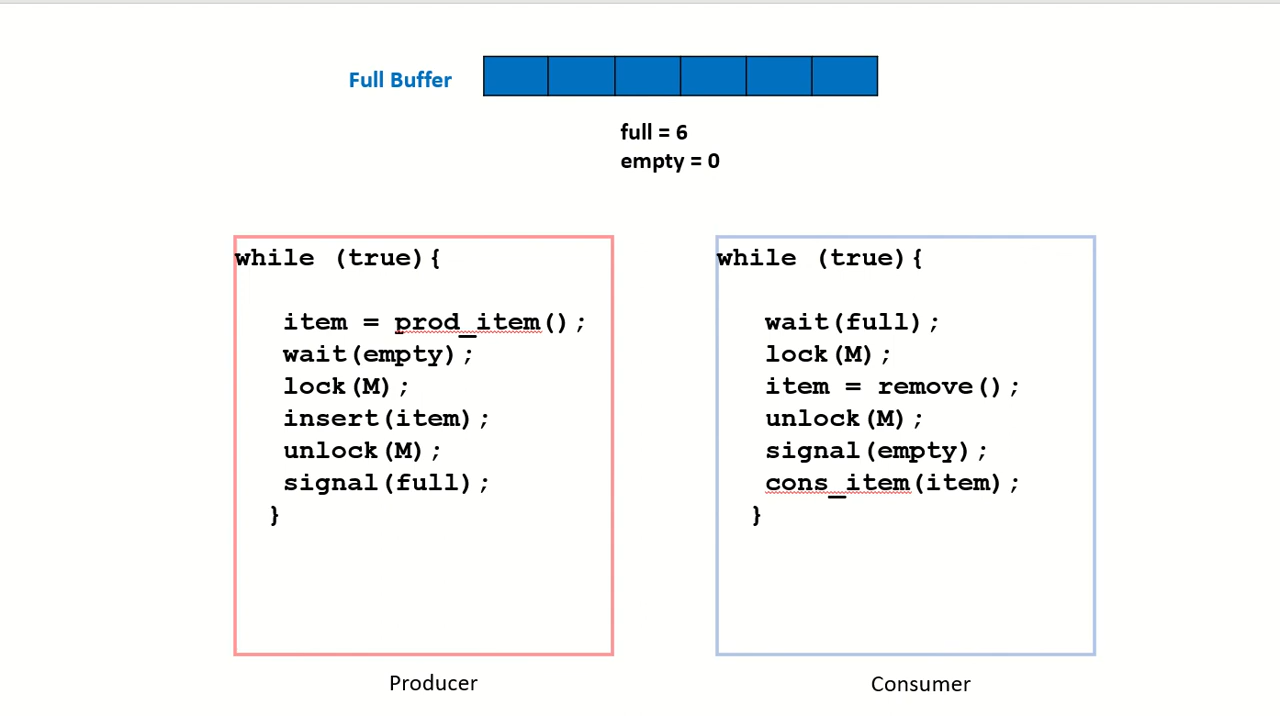 Full Buffer
full = 6
empty = 0
while (true){
item = prod_item();
wait(empty);
lock(M);
insert(item);
unlock(M);
signal(full);
}
Producer
while (true){
wait(full);
lock(M);
item = remove();
unlock(M);
signal(empty);
cons_item(item);
}
Consumer